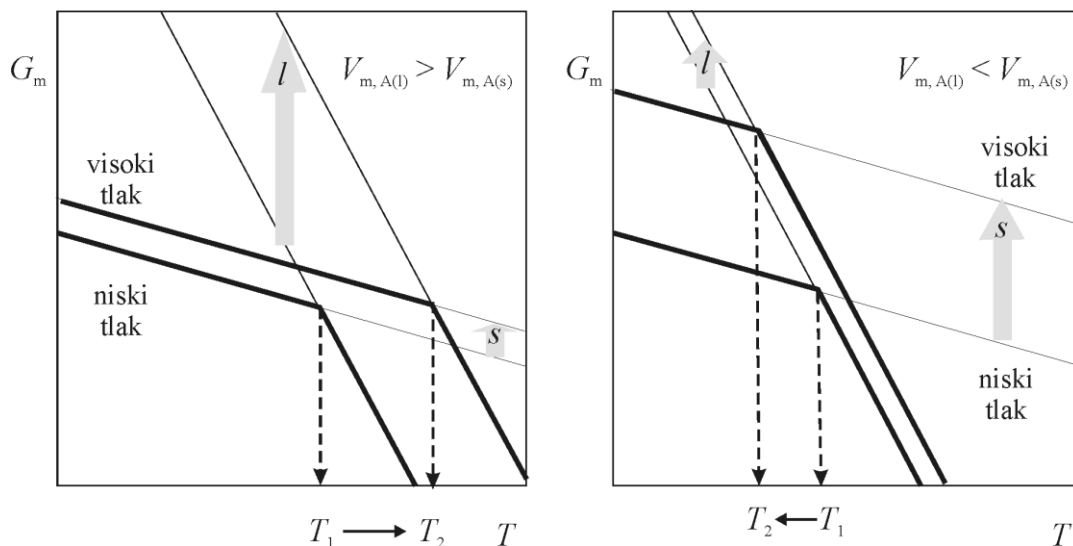 G_m
l
V_m, A(l) > V_m, A(s)
visoki
tlak
niski
tlak
s
T_1 → T_2
T
G_m
l
V_m, A(l) < V_m, A(s)
visoki
tlak
s
niski
tlak
T_2 ← T_1
T